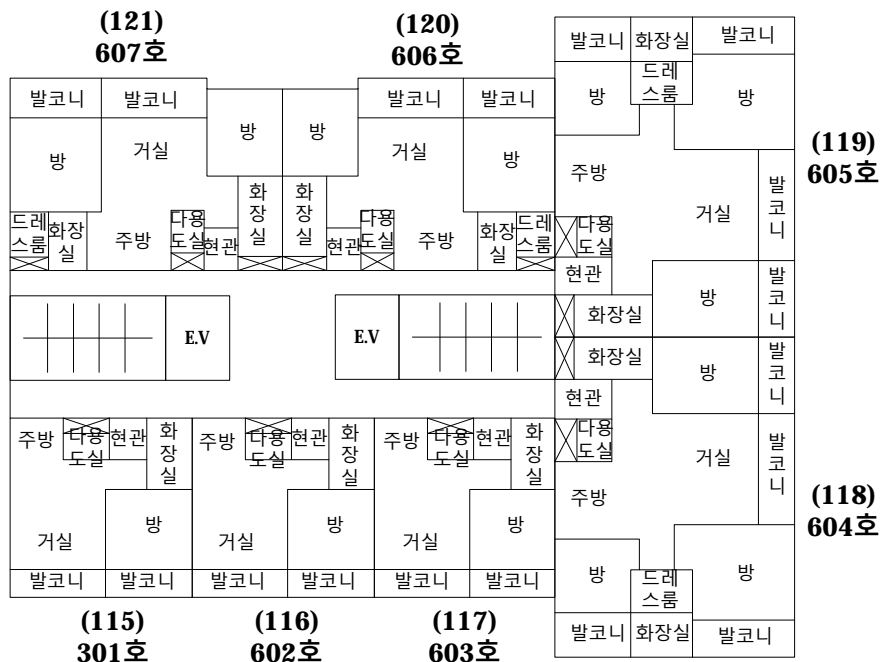 (121)
607호
(120)
606호
발코니
화장실
발코니
방
드레
스룸
방
발코니
발코니
방
방
발코니
발코니
방
거실
거실
방
(119)
605호
주방
거실
발
코
니
드레
스룸
화장
실
주방
다용
도실
현관
화
장
실
화
장
실
현관
다용
도실
주방
화장
실
드레
스룸
다용
도실
현관
방
발
코
니
화장실
E.V
E.V
화장실
방
발
코
니
현관
주방
다용
도실
현관
화
장
실
주방
다용
도실
현관
화
장
실
주방
다용
도실
현관
화
장
실
다용
도실
거실
발
코
니
주방
(118)
604호
거실
방
거실
방
거실
방
방
드레
스룸
방
발코니
발코니
발코니
발코니
발코니
발코니
발코니
화장실
발코니
(115)
301호
(116)
602호
(117)
603호